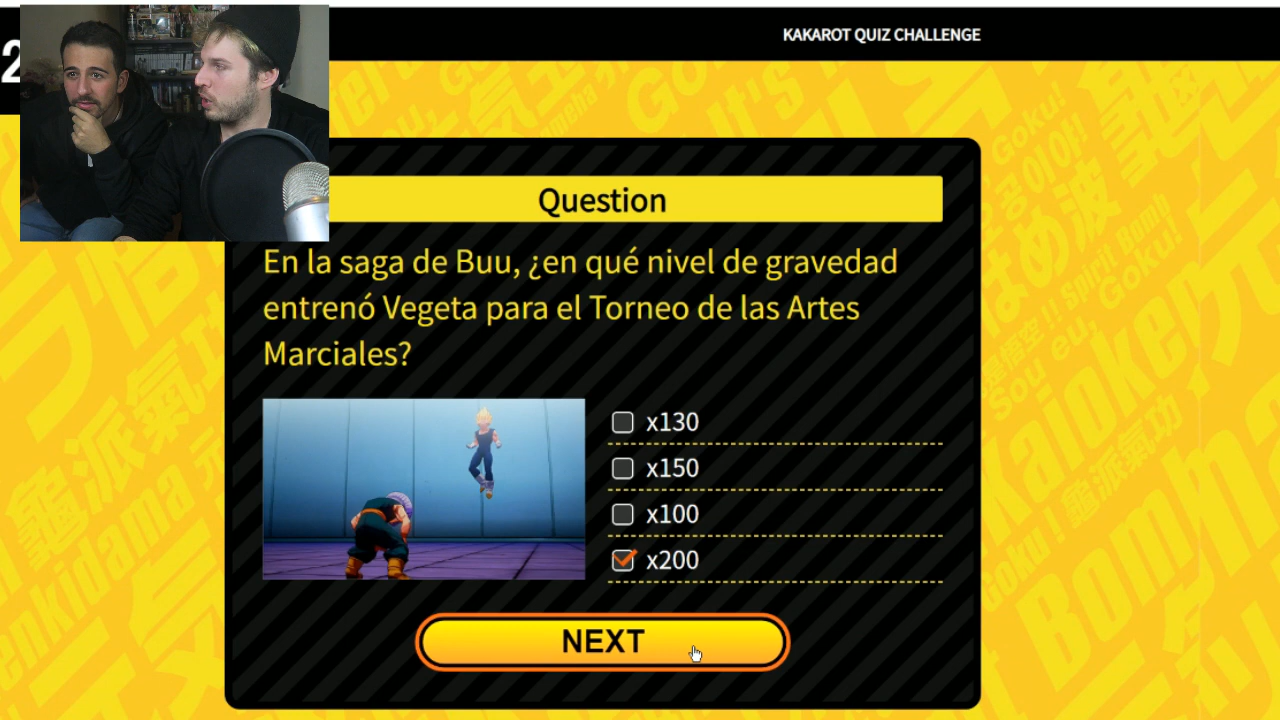 2
KAKAROT QUIZ CHALLENGE
Question
En la saga de Buu, ¿en qué nivel de gravedad
entrenó Vegeta para el Torneo de las Artes
Marciales?
x130
x150
x100
x200
NEXT